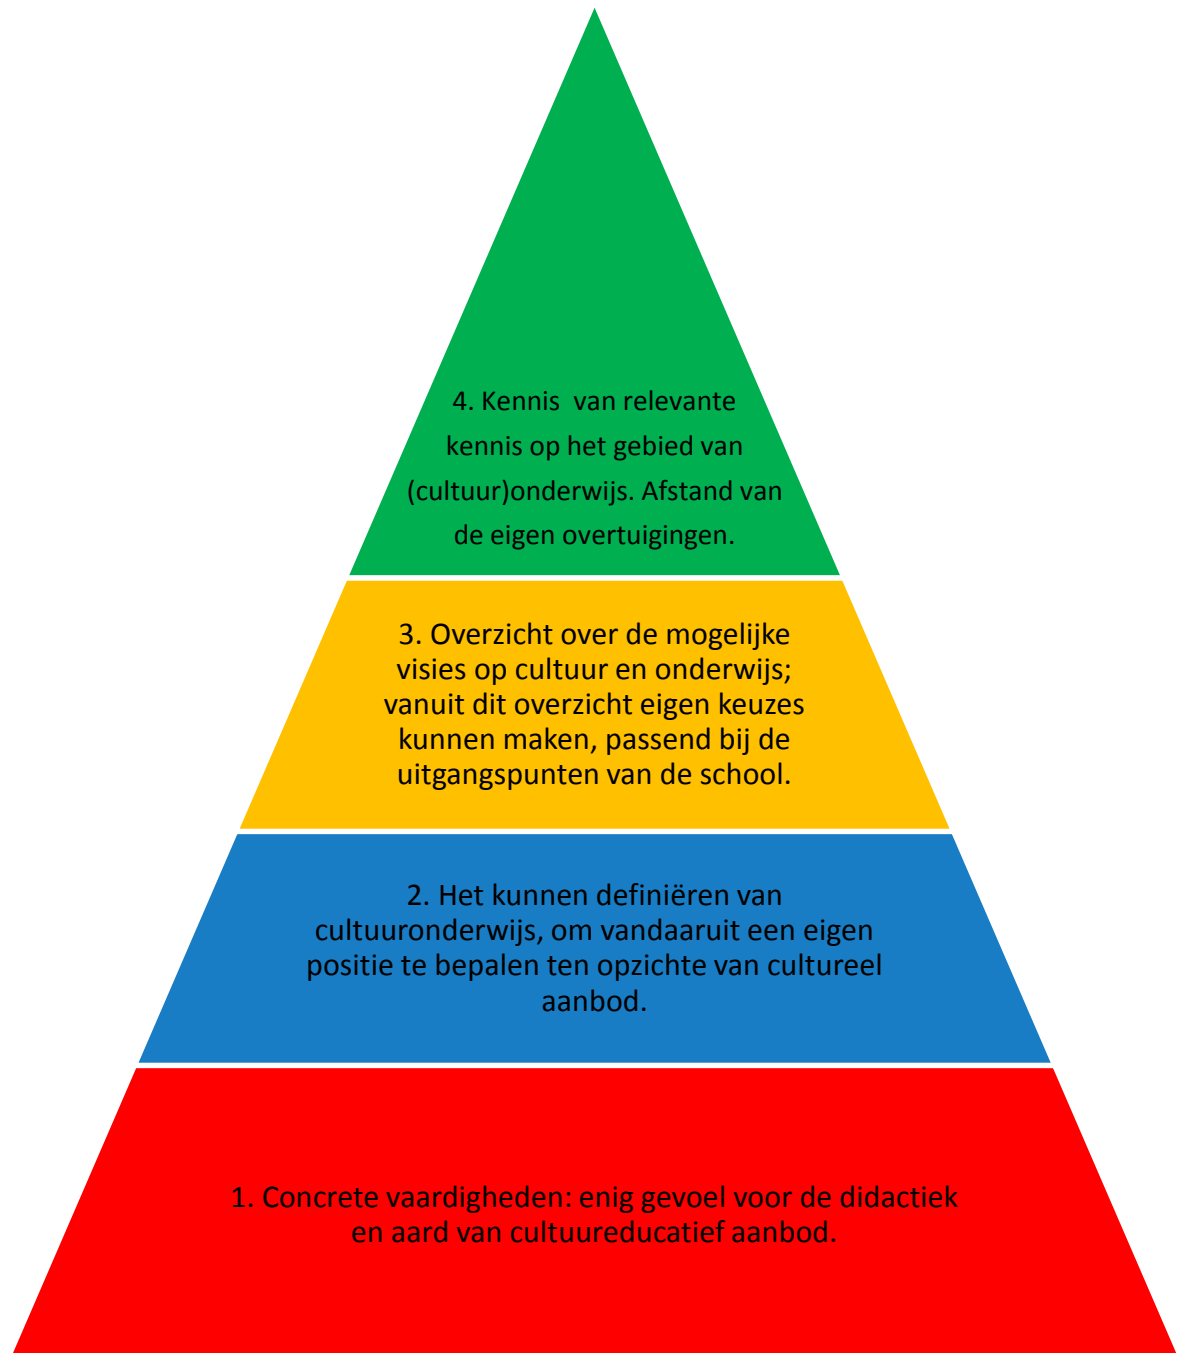 4. Kennis  van relevante
kennis op het gebied van
(cultuur)onderwijs. Afstand van
de eigen overtuigingen.
3. Overzicht over de mogelijke
visies op cultuur en onderwijs;
vanuit dit overzicht eigen keuzes
kunnen maken, passend bij de
uitgangspunten van de school.
2. Het kunnen definiëren van
cultuuronderwijs, om vandaaruit een eigen
positie te bepalen ten opzichte van cultureel
aanbod.
1. Concrete vaardigheden: enig gevoel voor de didactiek
en aard van cultuureducatief aanbod.